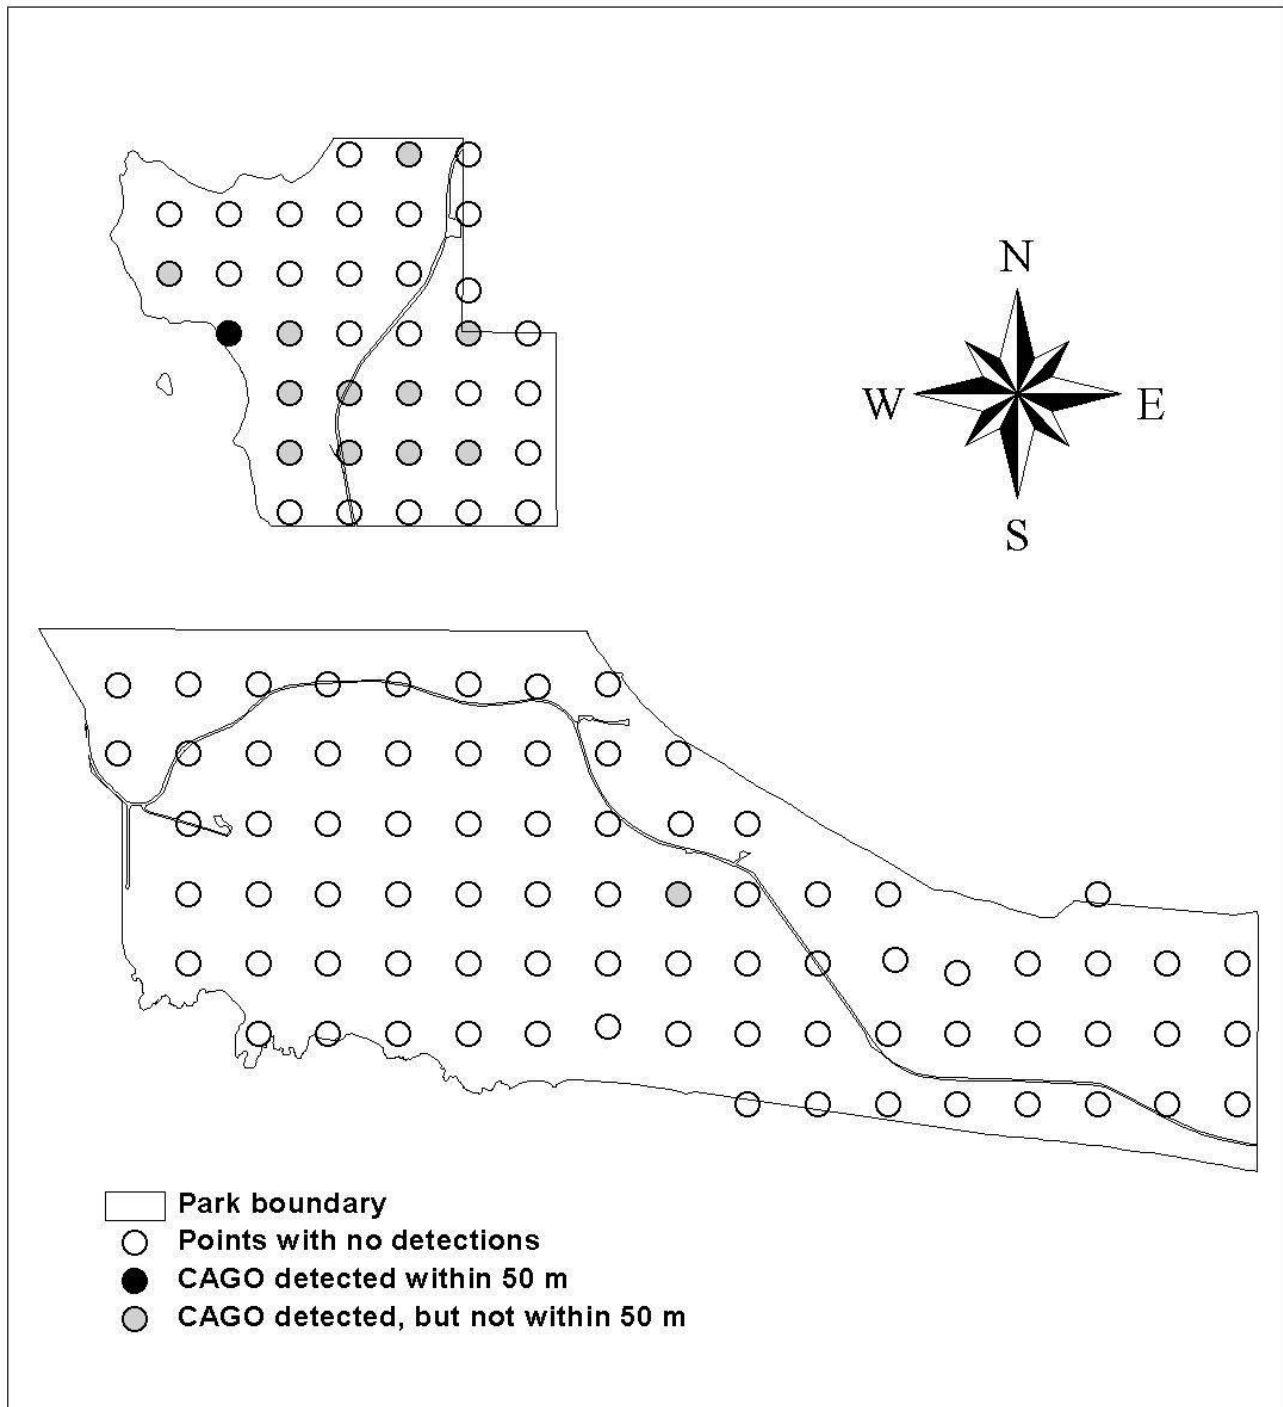 N
W E
S
Park boundary
Points with no detections
CAGO detected within 50 m
CAGO detected, but not within 50 m